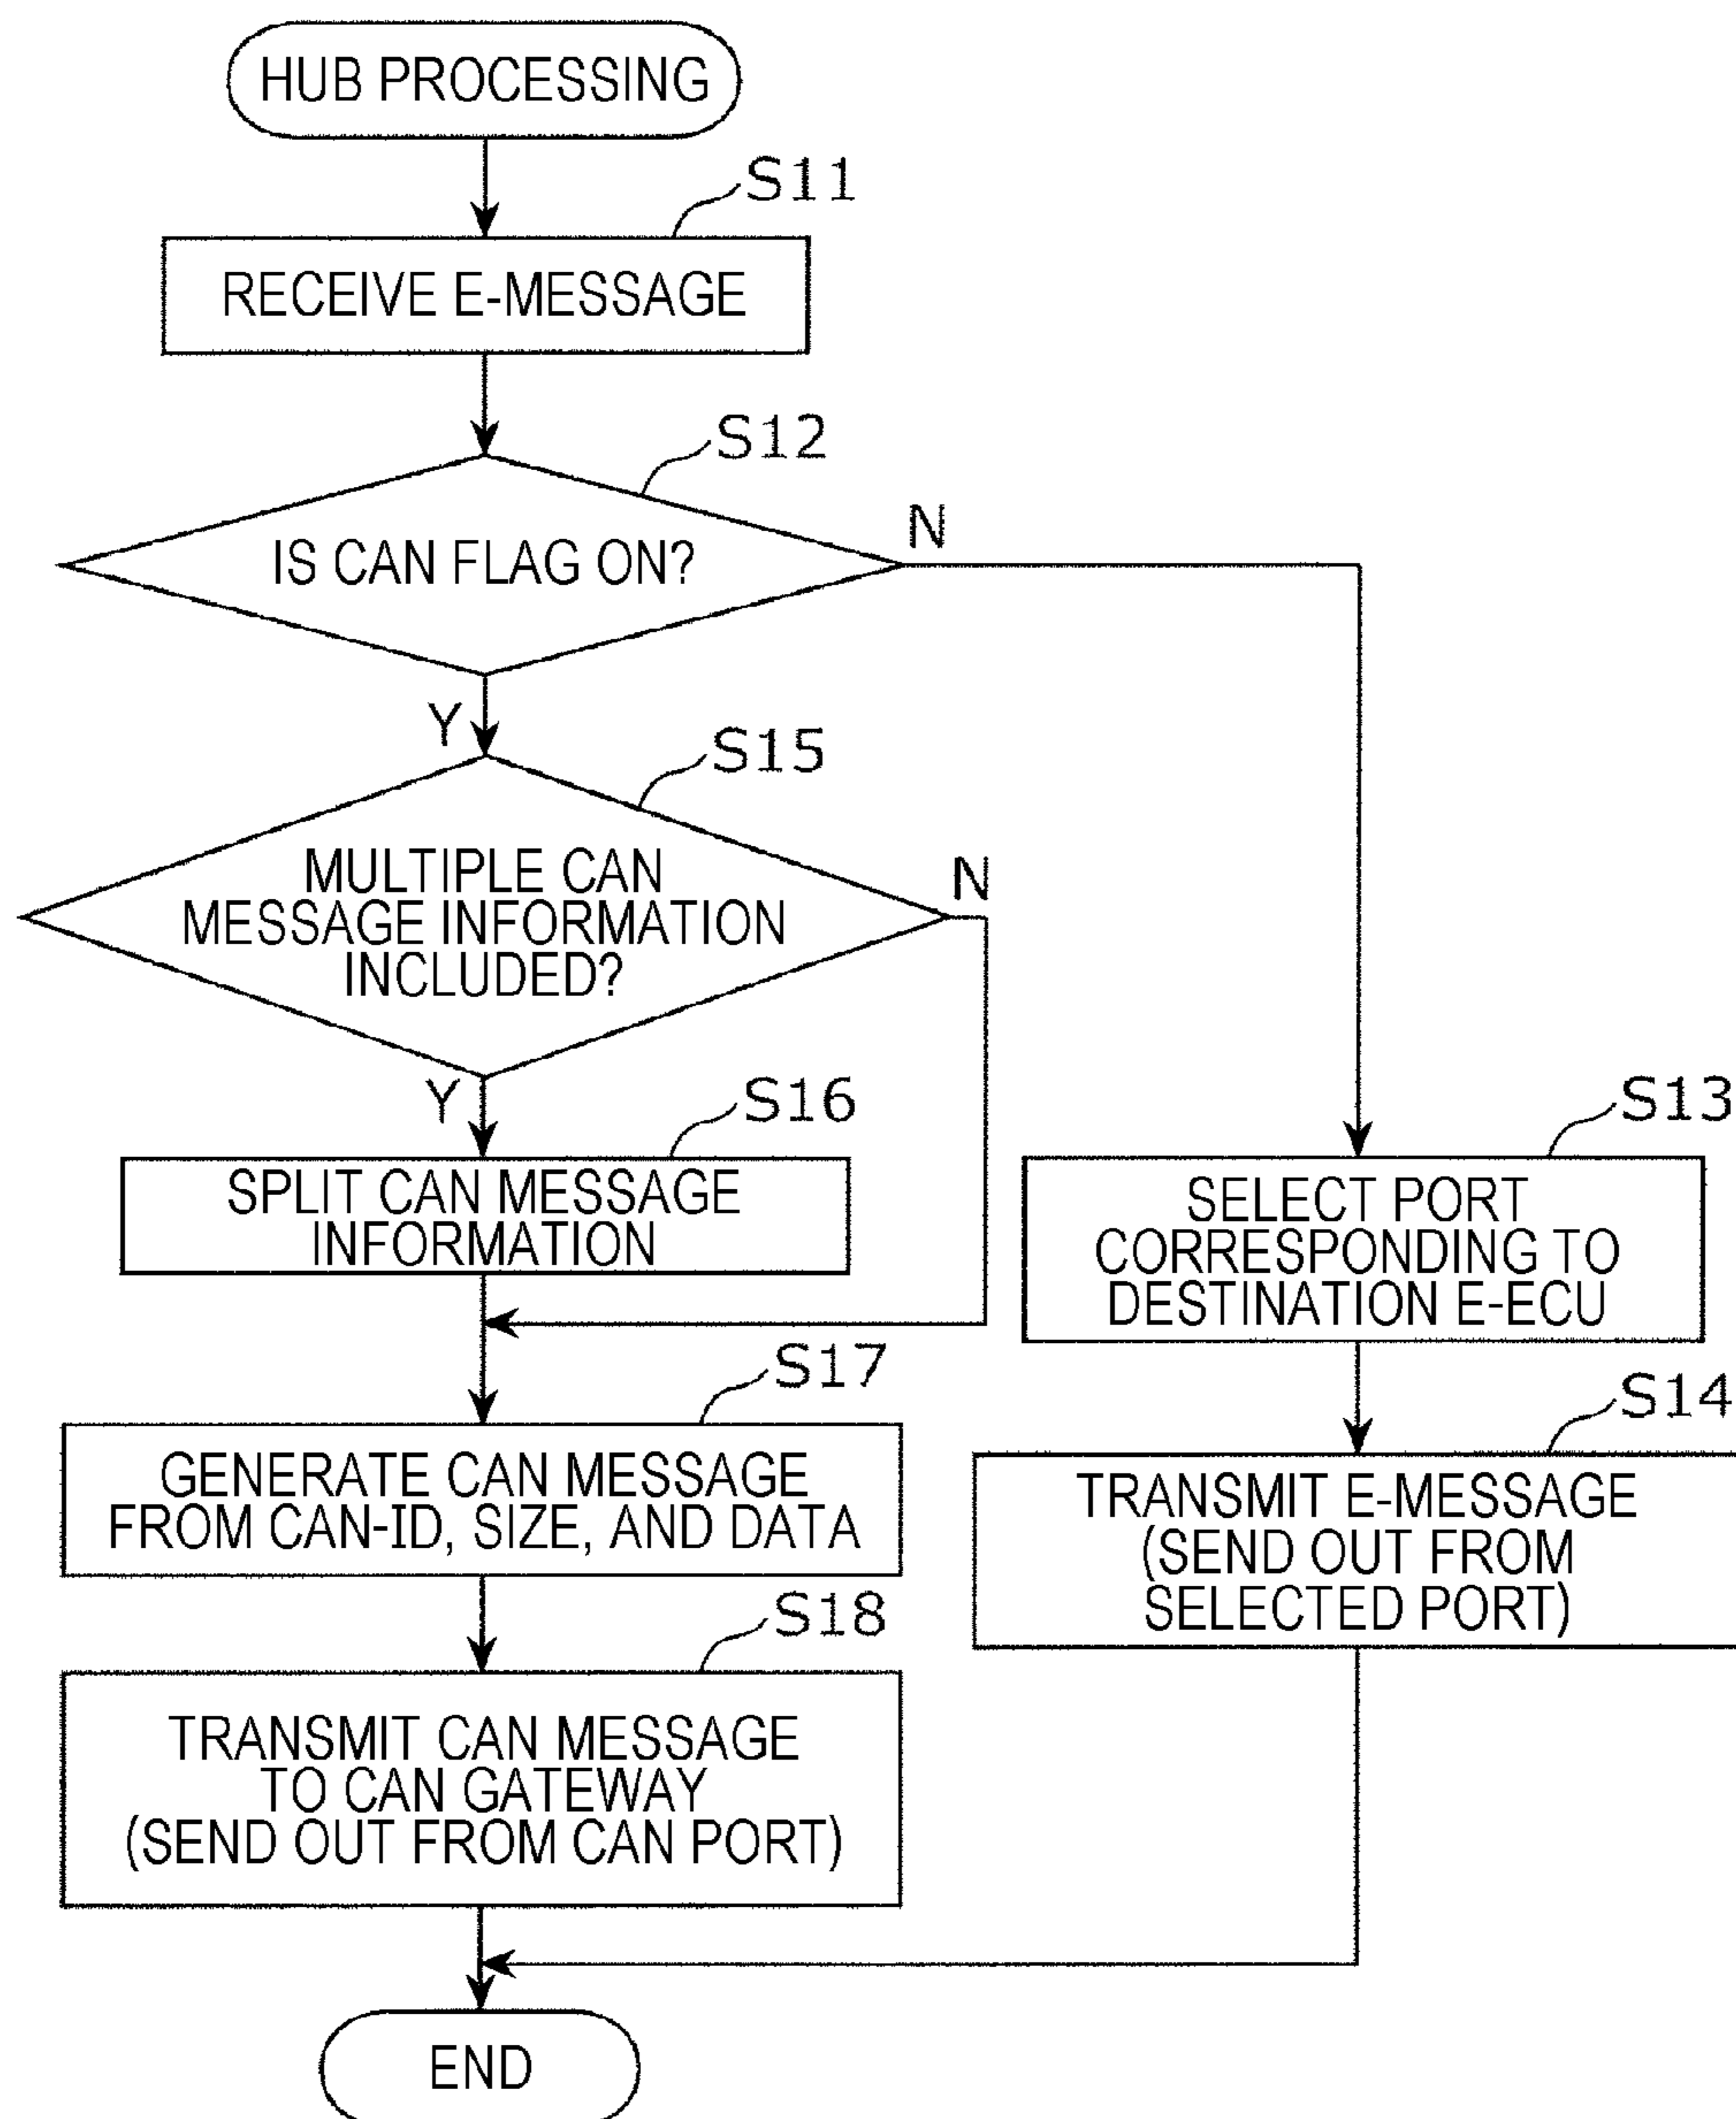 HUB PROCESSING
S11
RECEIVE E-MESSAGE
S12
IS CAN FLAG ON?
N
Y
S15
MULTIPLE CAN
MESSAGE INFORMATION
INCLUDED?
N
Y
S16
SPLIT CAN MESSAGE
INFORMATION
S13
SELECT PORT
CORRESPONDING TO
DESTINATION E-ECU
S17
GENERATE CAN MESSAGE
FROM CAN-ID, SIZE, AND DATA
S14
TRANSMIT E-MESSAGE
(SEND OUT FROM
SELECTED PORT)
S18
TRANSMIT CAN MESSAGE
TO CAN GATEWAY
(SEND OUT FROM CAN PORT)
END